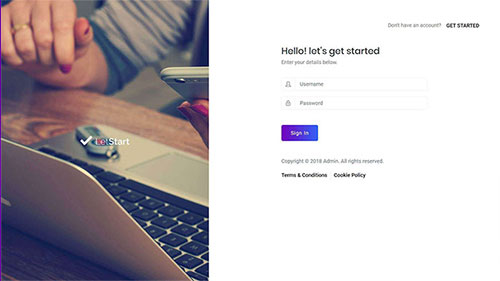 Don't have an account? GET STARTED
Hello! let's get started
Enter your details below.
Username
Password
LetStart
Sign In
Copyright © 2018 Admin. All rights reserved.
Terms & Conditions Cookie Policy